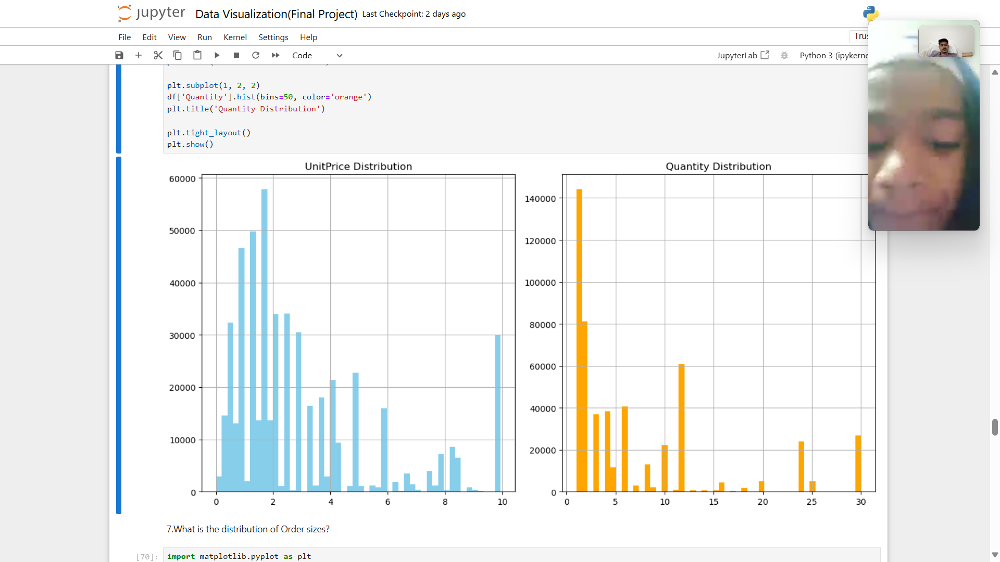 jupyter Data Visualization(Final Project) Last Checkpoint: 2 days ago
File Edit View Run Kernel Settings Help
Code JupyterLab
plt.subplot(1, 2, 2)
df['Quantity'].hist(bins=50, color='orange')
plt.title('Quantity Distribution')
plt.tight_layout()
plt.show()
UnitPrice Distribution
60000
50000
40000
30000
20000
10000
0
0 2 4 6 8 10
Quantity Distribution
140000
120000
100000
80000
60000
40000
20000
0
0 5 10 15 20 25 30
7.What is the distribution of Order sizes?
[70]: import matplotlib.pyplot as plt